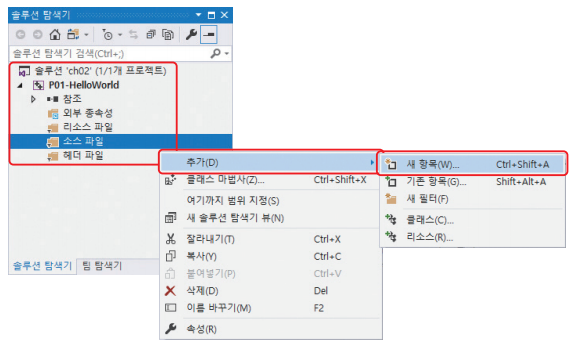 솔루션 탐색기
솔루션 탐색기 검색(Ctrl+;)
솔루션 'ch02' (1/1개 프로젝트)
P01-HelloWorld
참조
외부 종속성
리소스 파일
소스 파일
헤더 파일
솔루션 탐색기 팀 탐색기
추가(D)
클래스 마법사(Z)... Ctrl+Shift+X
여기까지 범위 지정(S)
새 솔루션 탐색기 뷰(N)
잘라내기(T) Ctrl+X
복사(Y) Ctrl+C
붙여넣기(P) Ctrl+V
삭제(D) Del
이름 바꾸기(M) F2
속성(R)
새 항목(W)... Ctrl+Shift+A
기존 항목(G)... Shift+Alt+A
새 필터(F)
클래스(C)...
리소스(R)...